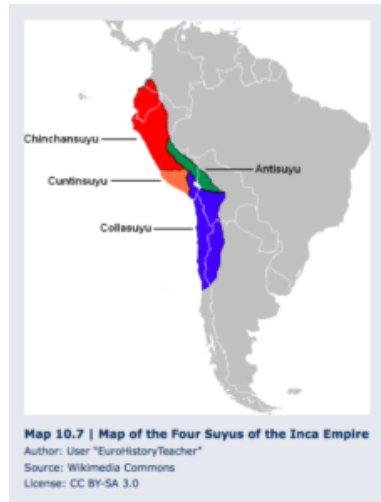 Chinchansuyu
Antisuyu
Cuntinsuyu
Collasuyu
Map 10.7 | Map of the Four Suyus of the Inca Empire
Author: User "EuroHistoryTeacher"
Source: Wikimedia Commons
License: CC BY-SA 3.0